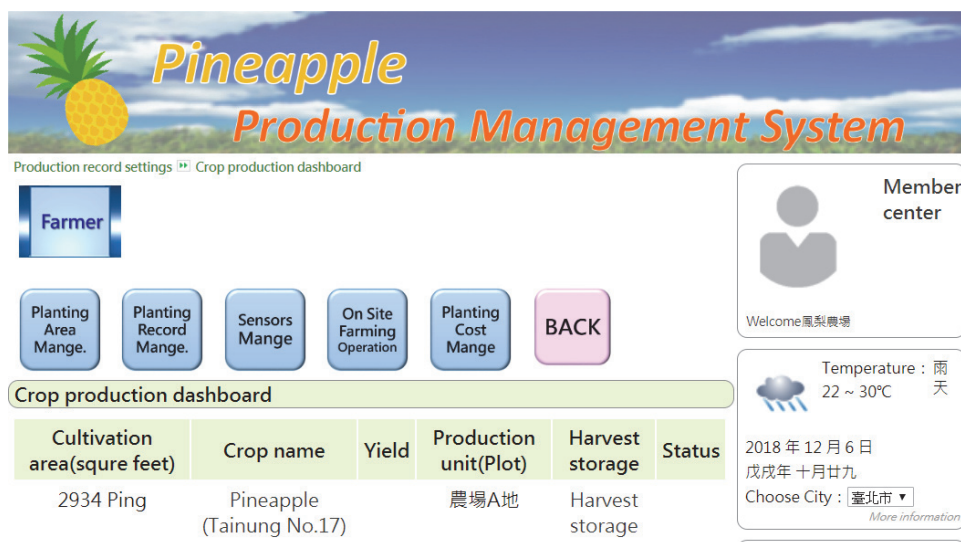 Pineapple
Production Management System
Production record settings Crop production dashboard
Farmer
Planting
Area
Mange.
Planting
Record
Mange.
Sensors
Mange
On Site
Farming
Operation
Planting
Cost
Mange
BACK
Crop production dashboard
Cultivation
area(squre feet)
Crop name
Yield
Production
unit(Plot)
Harvest
storage
Status
2934 Ping
Pineapple
(Tainung No.17)
農場A地
Harvest
storage
Member
center
Welcome鳳梨農場
Temperature : 雨
22 ~ 30℃ 天
2018 年 12 月 6 日
戊戌年 十月廿九
Choose City : 臺北市 ▼
More information